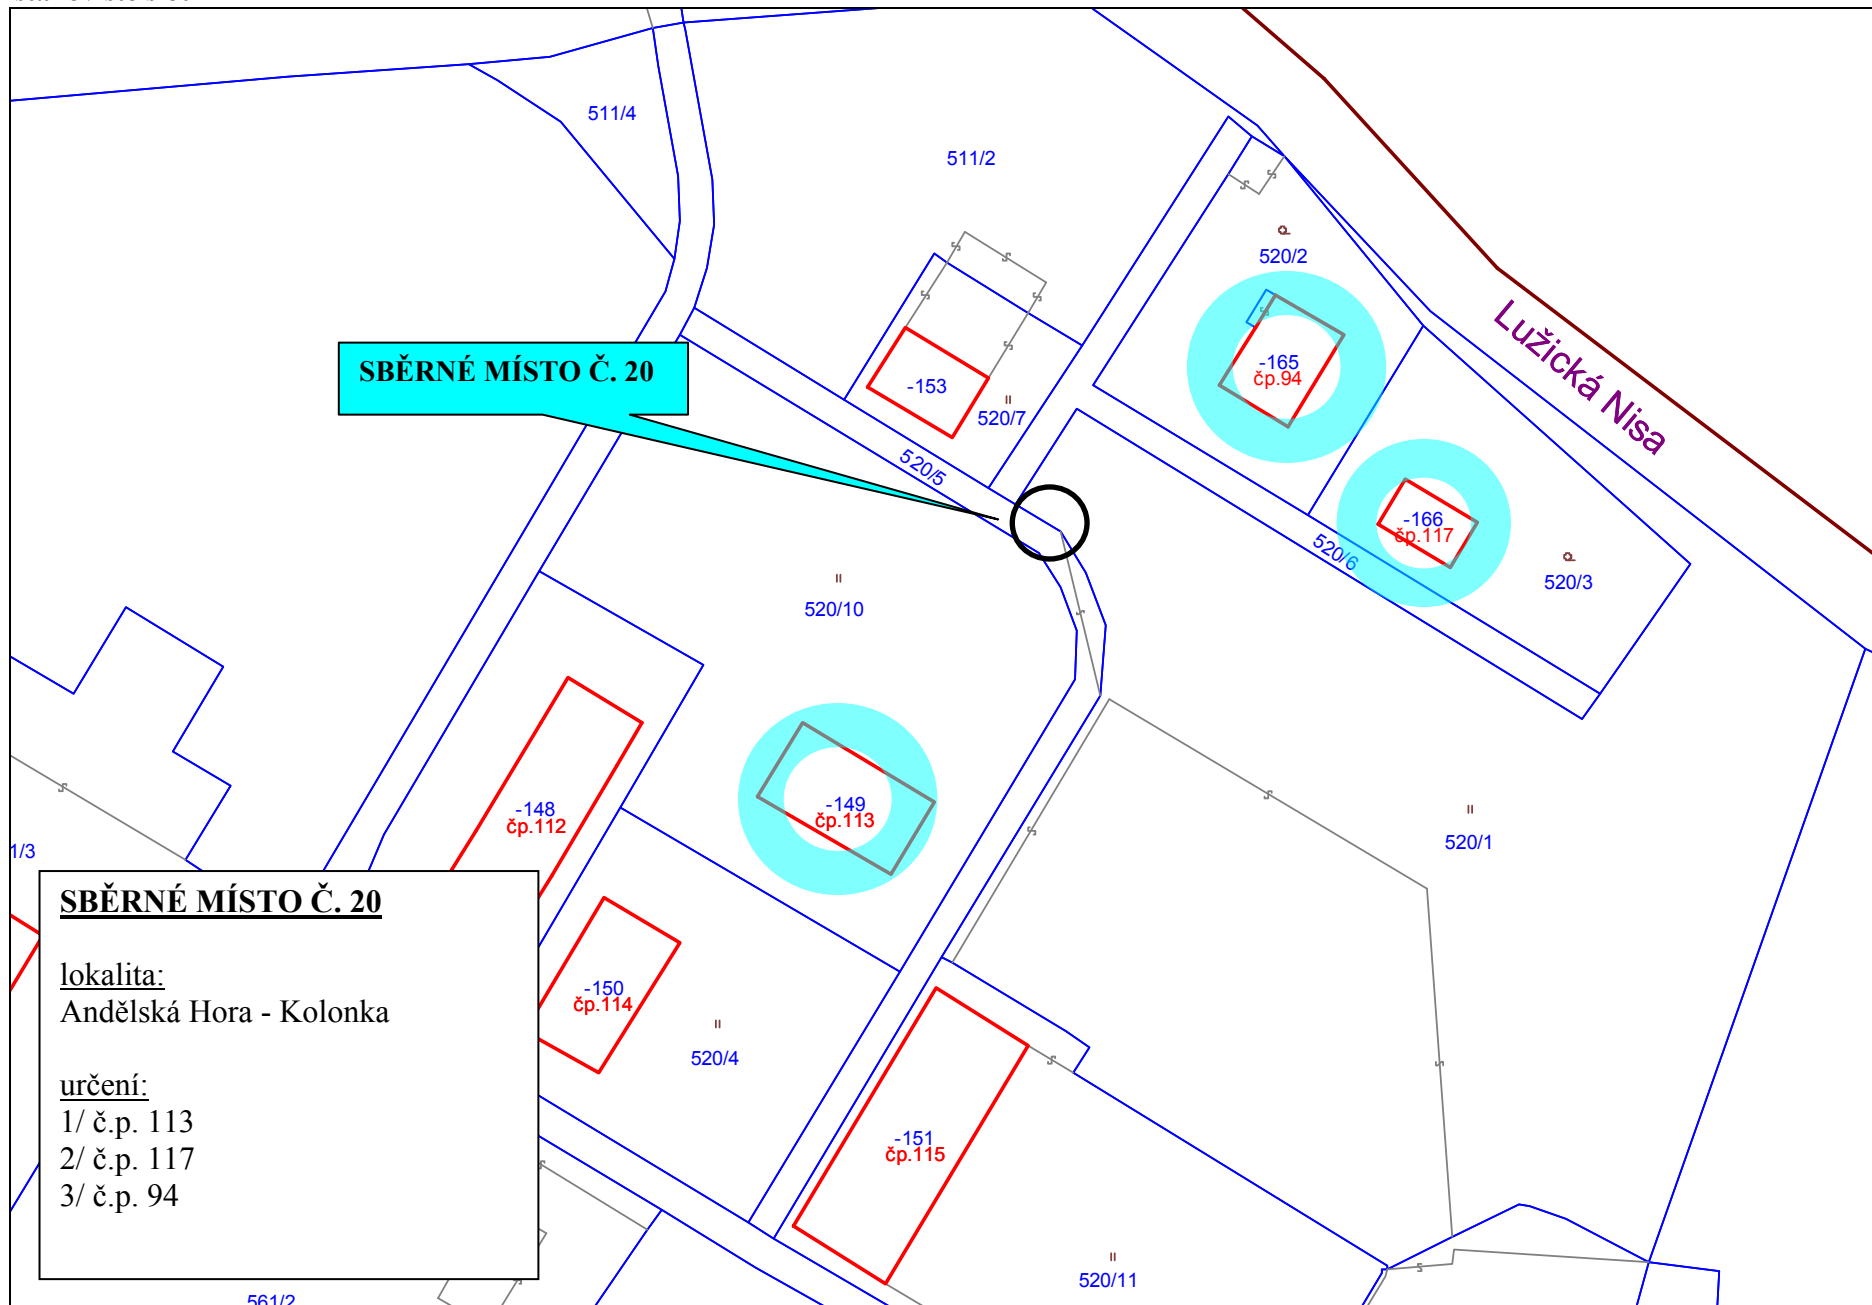 511/4
511/2
520/2
Lužická Nisa
SBĚRNÉ MÍSTO Č. 20
-165
čp.94
-153
520/7
520/5
-166
čp.117
520/6
520/3
520/10
-148
čp.112
-149
čp.113
520/1
1/3
SBĚRNÉ MÍSTO Č. 20
lokalita:
Andělská Hora - Kolonka
určení:
1/ č.p. 113
2/ č.p. 117
3/ č.p. 94
-150
čp.114
520/4
-151
čp.115
520/11
561/2